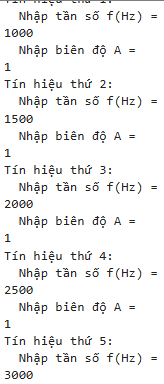 Tín hiệu thứ 1:
Nhập tần số f(Hz) =
1000
Nhập biên độ A =
1
Tín hiệu thứ 2:
Nhập tần số f(Hz) =
1500
Nhập biên độ A =
1
Tín hiệu thứ 3:
Nhập tần số f(Hz) =
2000
Nhập biên độ A =
1
Tín hiệu thứ 4:
Nhập tần số f(Hz) =
2500
Nhập biên độ A =
1
Tín hiệu thứ 5:
Nhập tần số f(Hz) =
3000